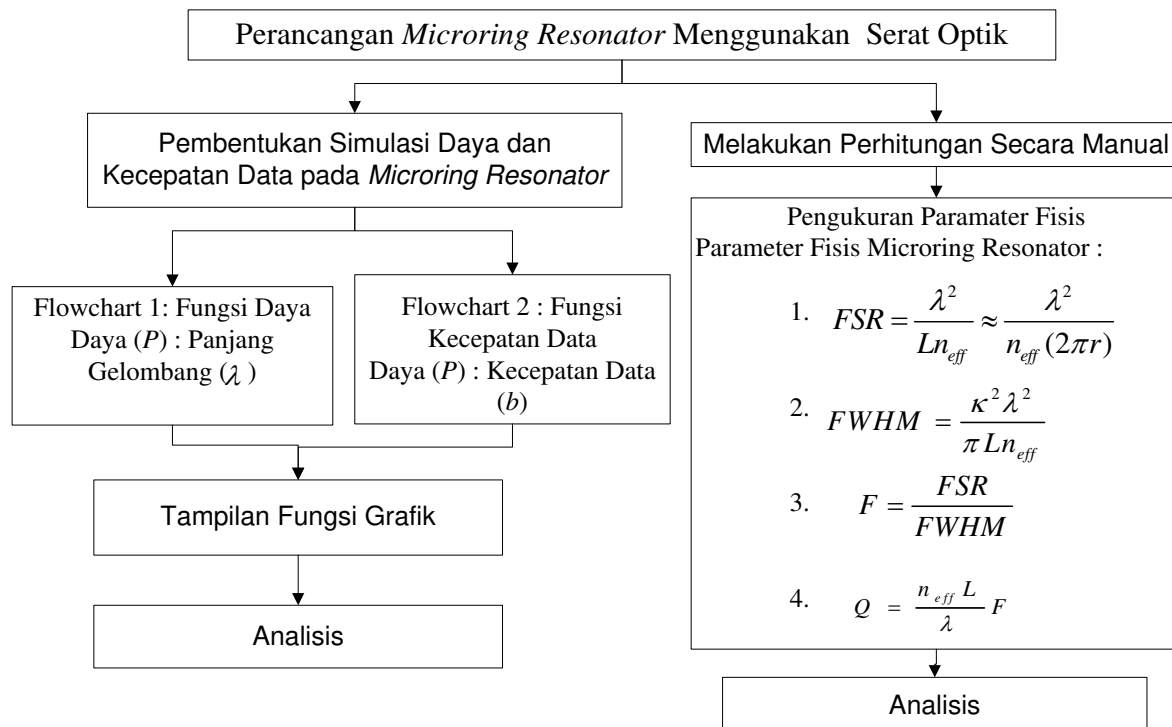 Perancangan Microring Resonator Menggunakan Serat Optik
Pembentukan Simulasi Daya dan
Kecepatan Data pada Microring Resonator
Flowchart 1: Fungsi Daya
Daya (P) : Panjang
Gelombang (λ)
Flowchart 2 : Fungsi
Kecepatan Data
Daya (P) : Kecepatan Data
(b)
Tampilan Fungsi Grafik
Analisis
Melakukan Perhitungan Secara Manual
Pengukuran Paramater Fisis
Parameter Fisis Microring Resonator :
1. FSR = λ²/(Ln_eff) ≈ λ²/(n_eff (2πr))
2. FWHM = κ²λ²/(π Ln_eff)
3. F = FSR/FWHM
4. Q = (n_eff L/λ) F
Analisis